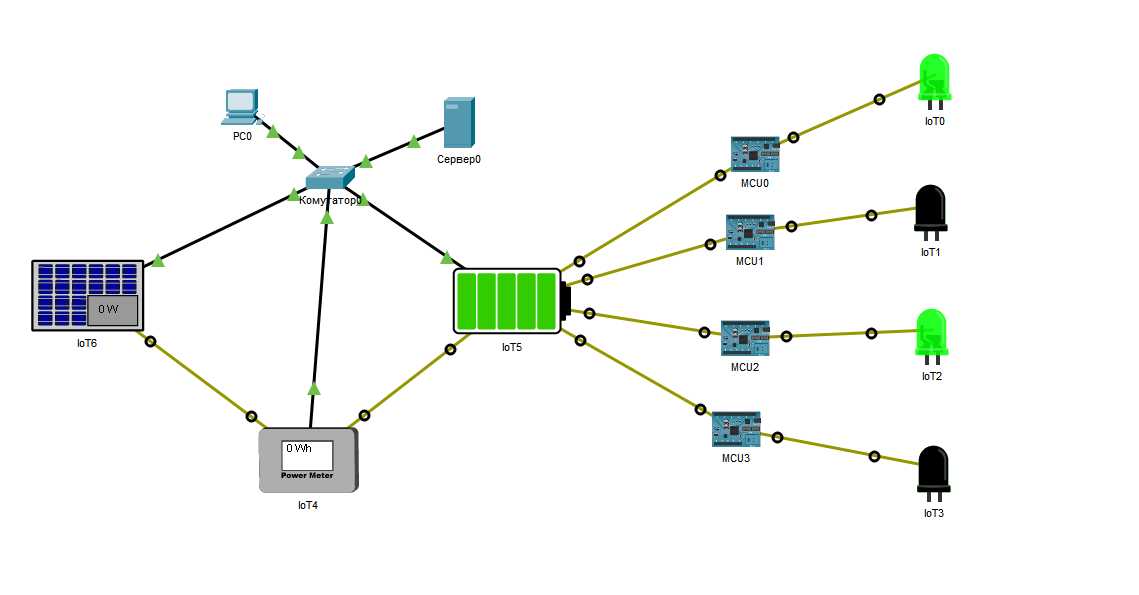 PC0
Сервер0
Комутатор0
0 W
IoT6
0 Wh
Power Meter
IoT4
IoT5
MCU0
MCU1
MCU2
MCU3
IoT0
IoT1
IoT2
IoT3